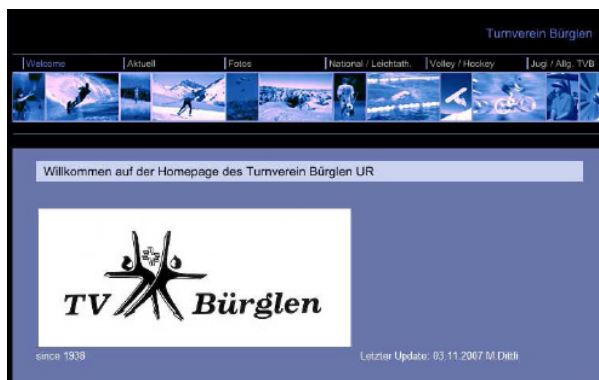 Turnverein Bürglen
Welcome Aktuell Fotos National / Leichtath. Volley / Hockey Jugi / Allg. TVB
Willkommen auf der Homepage des Turnverein Bürglen UR
TV Bürglen
since 1938
Letzter Update: 03.11.2007 M.Dittli